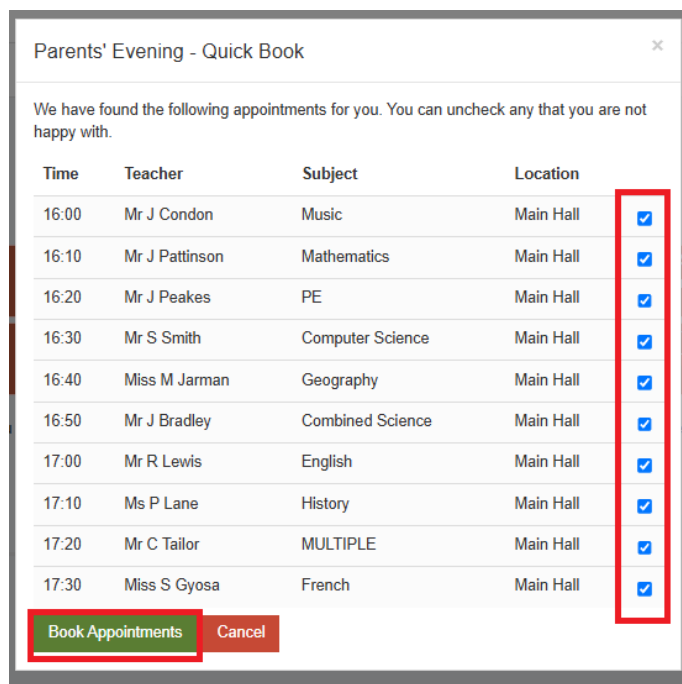 Parents' Evening - Quick Book ×
We have found the following appointments for you. You can uncheck any that you are not
happy with.
Time Teacher Subject Location
16:00 Mr J Condon Music Main Hall
16:10 Mr J Pattinson Mathematics Main Hall
16:20 Mr J Peakes PE Main Hall
16:30 Mr S Smith Computer Science Main Hall
16:40 Miss M Jarman Geography Main Hall
16:50 Mr J Bradley Combined Science Main Hall
17:00 Mr R Lewis English Main Hall
17:10 Ms P Lane History Main Hall
17:20 Mr C Tailor MULTIPLE Main Hall
17:30 Miss S Gyosa French Main Hall
Book Appointments Cancel